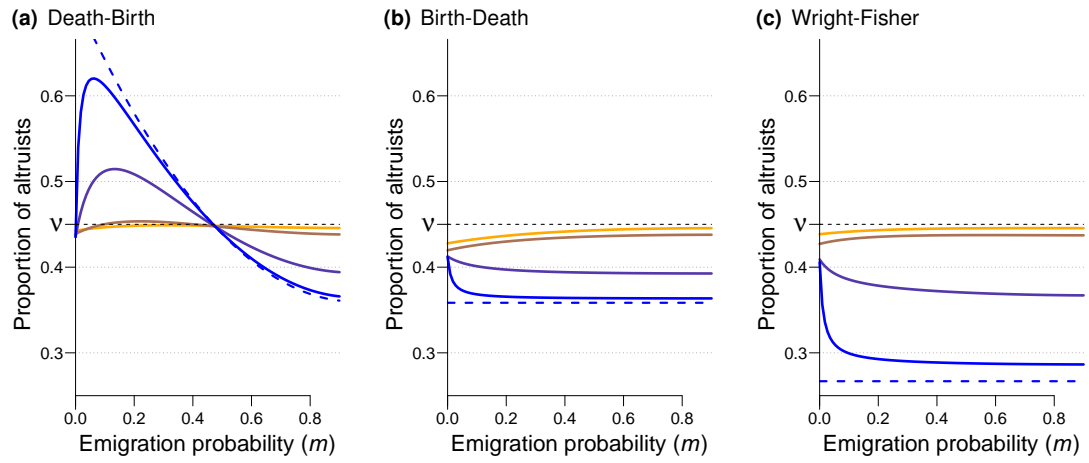 (a) Death-Birth
Proportion of altruists
0.6
0.5
ν
0.4
0.3
0.0 0.2 0.4 0.6 0.8
Emigration probability (m)
(b) Birth-Death
Proportion of altruists
0.6
0.5
ν
0.4
0.3
0.0 0.2 0.4 0.6 0.8
Emigration probability (m)
(c) Wright-Fisher
Proportion of altruists
0.6
0.5
ν
0.4
0.3
0.0 0.2 0.4 0.6 0.8
Emigration probability (m)